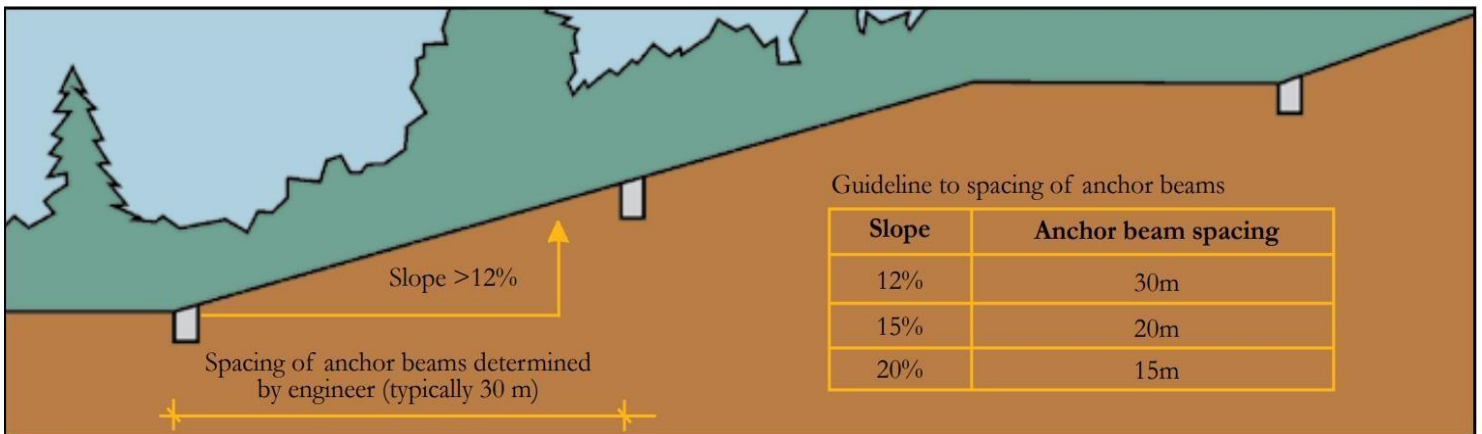 Slope >12%
Spacing of anchor beams determined
by engineer (typically 30 m)
Guideline to spacing of anchor beams
Slope Anchor beam spacing
12% 30m
15% 20m
20% 15m